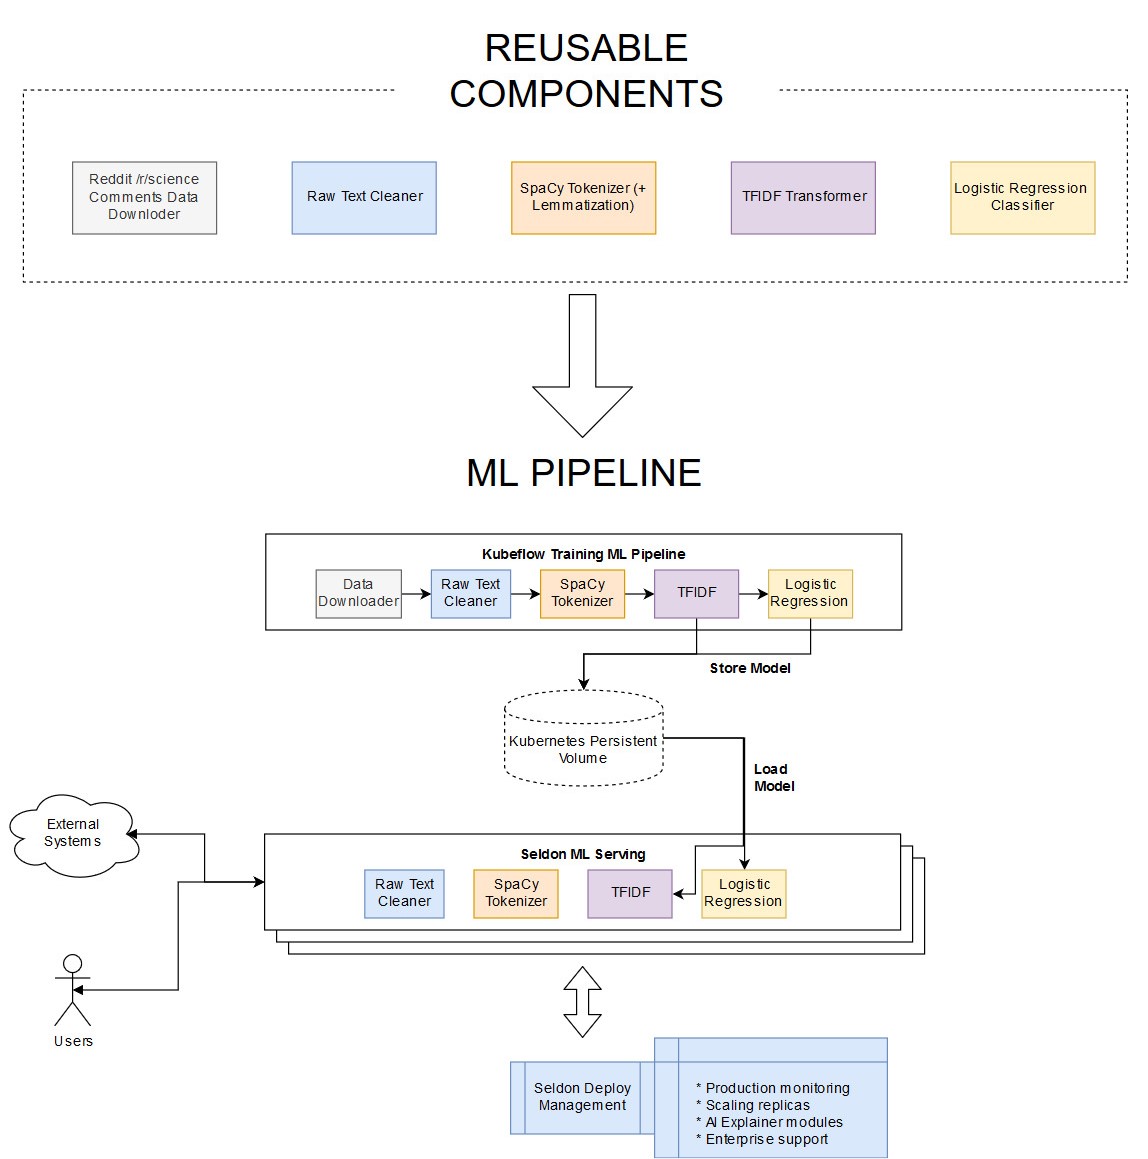 REUSABLE
COMPONENTS
Reddit /r/science
Comments Data
Downloder
Raw Text Cleaner
SpaCy Tokenizer (+
Lemmatization)
TFIDF Transformer
Logistic Regression
Classifier
ML PIPELINE
Kubeflow Training ML Pipeline
Data
Downloader
Raw Text
Cleaner
SpaCy
Tokenizer
TFIDF
Logistic
Regression
Store Model
Kubernetes Persistent
Volume
Load
Model
External
Systems
Seldon ML Serving
Raw Text
Cleaner
SpaCy
Tokenizer
TFIDF
Logistic
Regression
Users
Seldon Deploy
Management
* Production monitoring
* Scaling replicas
* AI Explainer modules
* Enterprise support